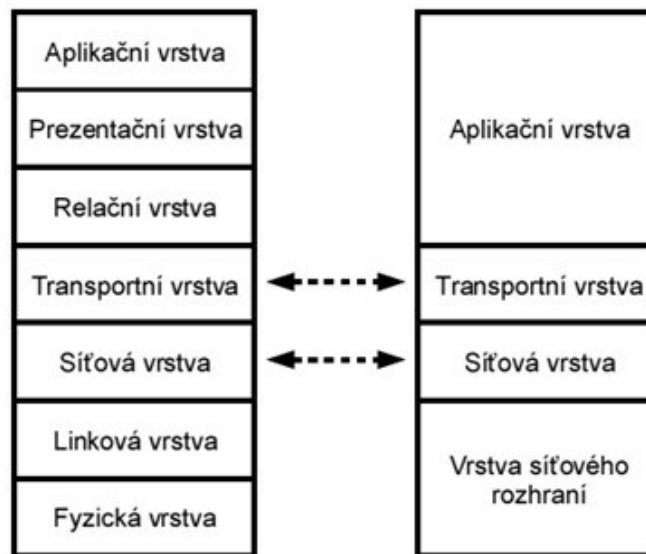 Aplikační vrstva
Prezentační vrstva
Relační vrstva
Transportní vrstva
Síťová vrstva
Linková vrstva
Fyzická vrstva
Aplikační vrstva
Transportní vrstva
Síťová vrstva
Vrstva síťového
rozhraní